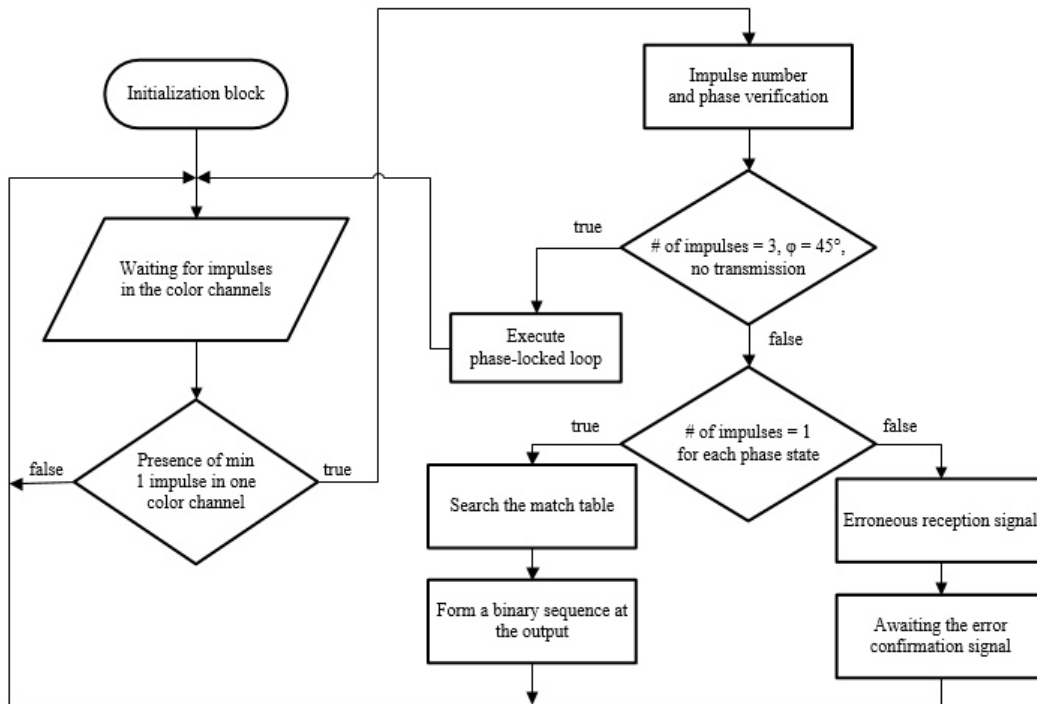 Initialization block
Waiting for impulses
in the color channels
Presence of min
1 impulse in one
color channel
false
true
Impulse number
and phase verification
# of impulses = 3, φ = 45°,
no transmission
true
false
Execute
phase-locked loop
# of impulses = 1
for each phase state
true
false
Search the match table
Form a binary sequence at
the output
Erroneous reception signal
Awaiting the error
confirmation signal